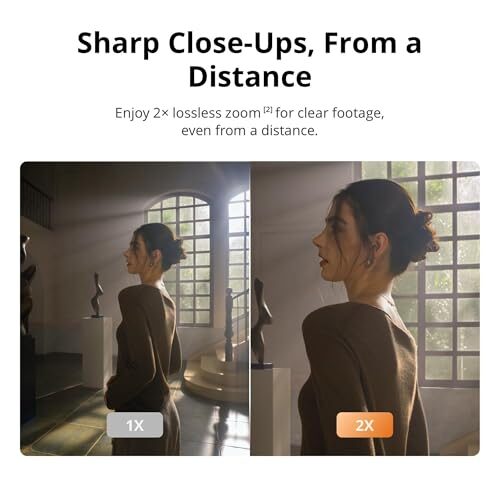 Sharp Close-Ups, From a
Distance
Enjoy 2× lossless zoom [2] for clear footage,
even from a distance.
1X
2X